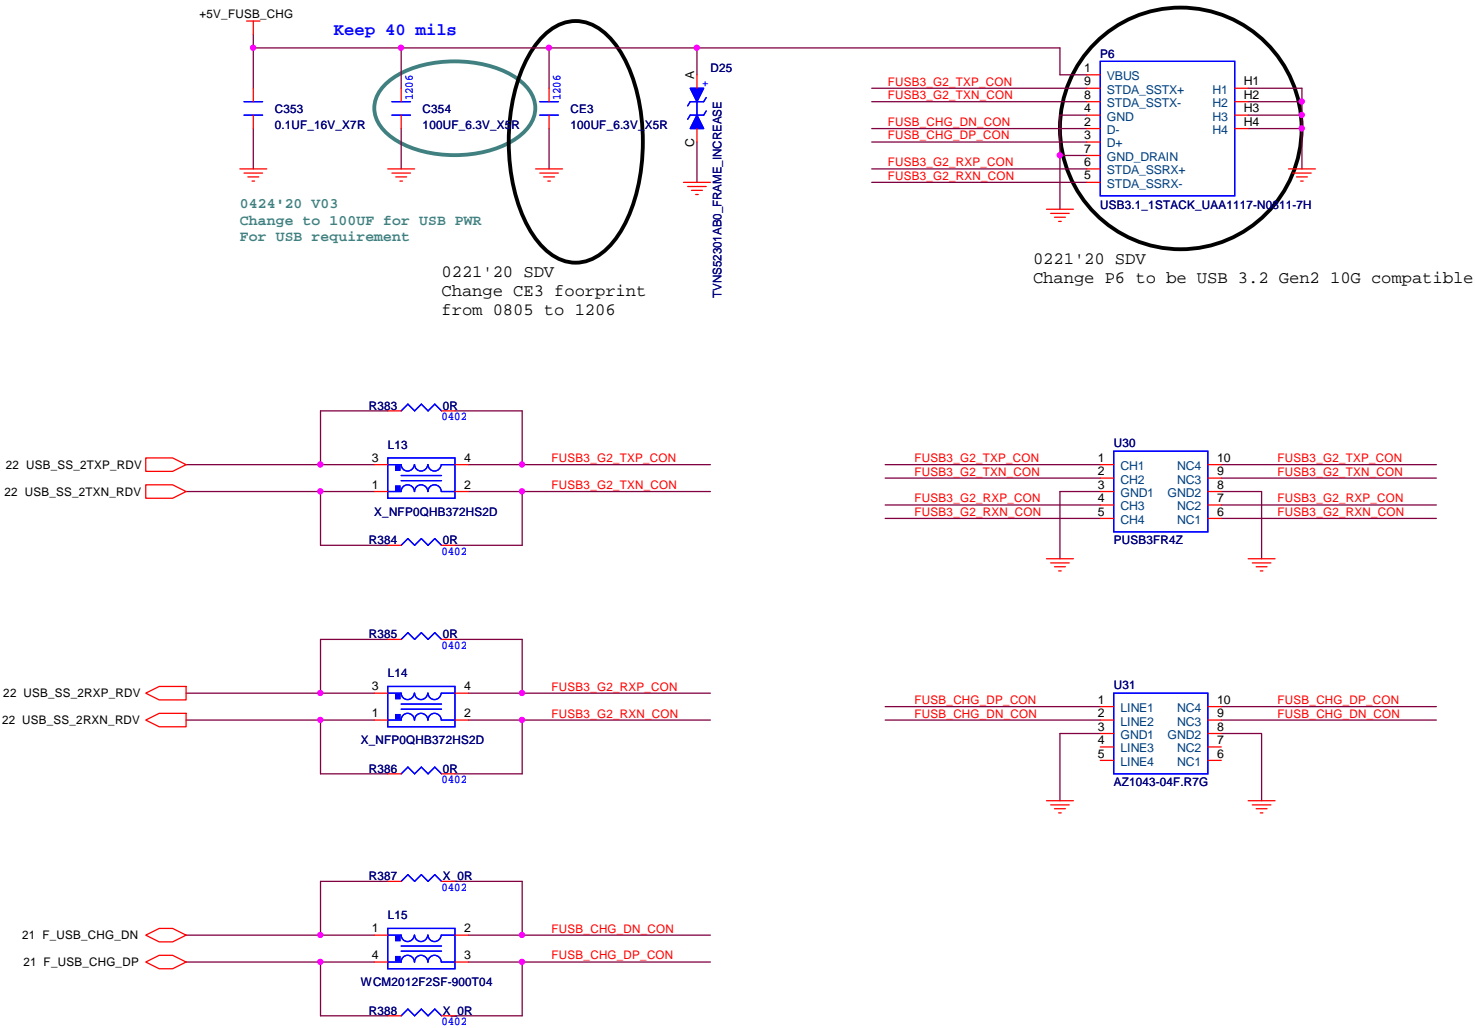 +5V_FUSB_CHG
Keep 40 mils
C353
0.1UF_16V_X7R
1206
C354
100UF_6.3V_X5R
1206
CE3
100UF_6.3V_X5R
D25
A
+
C
TVNS52301AB0_FRAME_INCREASE
0424'20 V03
Change to 100UF for USB PWR
For USB requirement
0221'20 SDV
Change CE3 foorprint
from 0805 to 1206
P6
1 VBUS
FUSB3_G2_TXP_CON 9 STDA_SSTX+ H1 H1
FUSB3_G2_TXN_CON 8 STDA_SSTX- H2 H2
4 GND H3 H3
FUSB_CHG_DN_CON 2 D- H4 H4
FUSB_CHG_DP_CON 3 D+
7 GND_DRAIN
FUSB3_G2_RXP_CON 6 STDA_SSRX+
FUSB3_G2_RXN_CON 5 STDA_SSRX-
USB3.1_1STACK_UAA1117-N0811-7H
0221'20 SDV
Change P6 to be USB 3.2 Gen2 10G compatible
R383 0R
0402
L13
22 USB_SS_2TXP_RDV 3 4 FUSB3_G2_TXP_CON
22 USB_SS_2TXN_RDV 1 2 FUSB3_G2_TXN_CON
X_NFP0QHB372HS2D
R384 0R
0402
U30
FUSB3_G2_TXP_CON 1 CH1 NC4 10 FUSB3_G2_TXP_CON
FUSB3_G2_TXN_CON 2 CH2 NC3 9 FUSB3_G2_TXN_CON
3 GND1 GND2 8
FUSB3_G2_RXP_CON 4 CH3 NC2 7 FUSB3_G2_RXP_CON
FUSB3_G2_RXN_CON 5 CH4 NC1 6 FUSB3_G2_RXN_CON
PUSB3FR4Z
R385 0R
0402
L14
22 USB_SS_2RXP_RDV 3 4 FUSB3_G2_RXP_CON
22 USB_SS_2RXN_RDV 1 2 FUSB3_G2_RXN_CON
X_NFP0QHB372HS2D
R386 0R
0402
U31
FUSB_CHG_DP_CON 1 LINE1 NC4 10 FUSB_CHG_DP_CON
FUSB_CHG_DN_CON 2 LINE2 NC3 9 FUSB_CHG_DN_CON
3 GND1 GND2 8
4 LINE3 NC2 7
5 LINE4 NC1 6
AZ1043-04F.R7G
R387 X_0R
0402
L15
21 F_USB_CHG_DN 1 2 FUSB_CHG_DN_CON
21 F_USB_CHG_DP 4 3 FUSB_CHG_DP_CON
WCM2012F2SF-900T04
R388 X_0R
0402